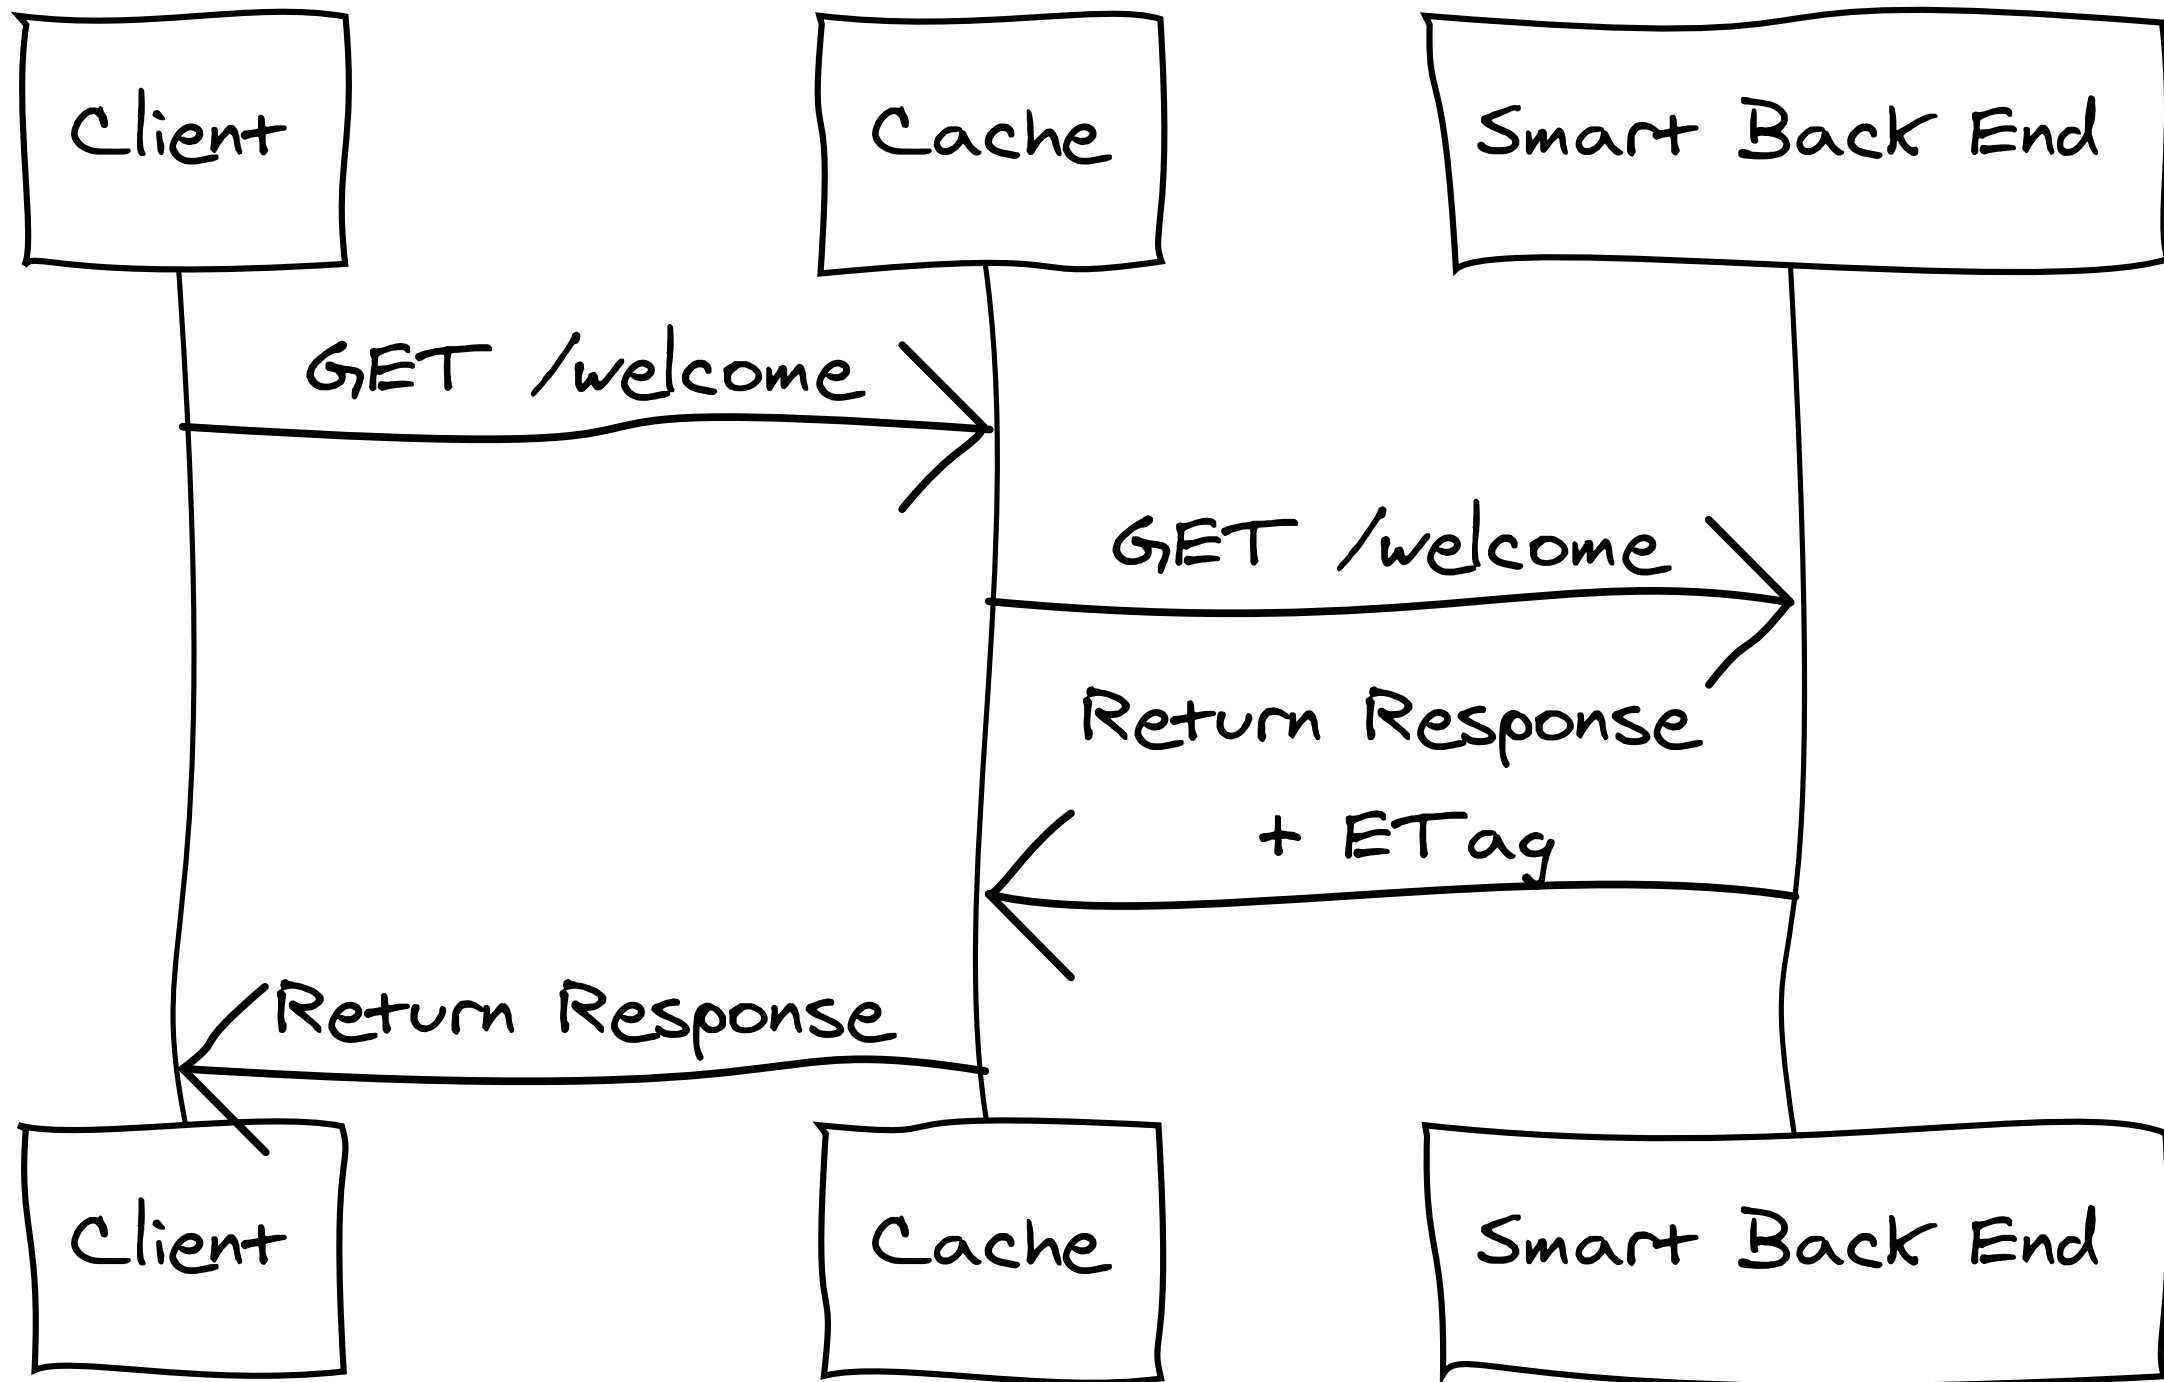 Client
Cache
Smart Back End
GET /welcome
GET /welcome
Return Response
+ ETag
Return Response
Client
Cache
Smart Back End